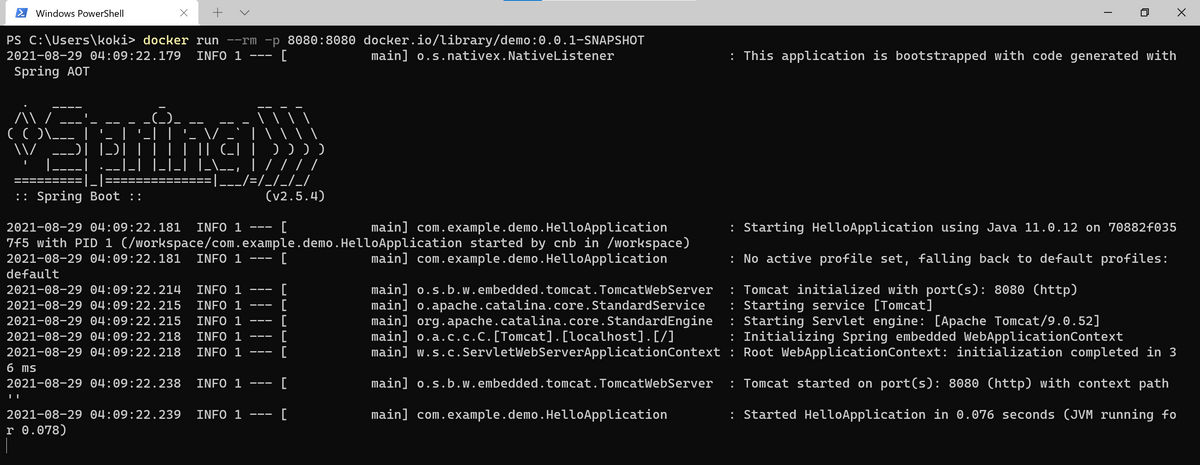 Windows PowerShell
PS C:\Users\koki> docker run --rm -p 8080:8080 docker.io/library/demo:0.0.1-SNAPSHOT
2021-08-29 04:09:22.179  INFO 1 --- [           main] o.s.nativex.NativeListener               : This application is bootstrapped with code generated with
 Spring AOT
  .   ____          _            __ _ _
 /\\ / ___'_ __ _ _(_)_ __  __ _ \ \ \ \
( ( )\___ | '_ | '_| | '_ \/ _` | \ \ \ \
 \\/  ___)| |_)| | | | | || (_| |  ) ) ) )
  '  |____| .__|_| |_|_| |_\__, | / / / /
 =========|_|==============|___/=/_/_/_/
 :: Spring Boot ::                (v2.5.4)
2021-08-29 04:09:22.181  INFO 1 --- [           main] com.example.demo.HelloApplication        : Starting HelloApplication using Java 11.0.12 on 70882f035
7f5 with PID 1 (/workspace/com.example.demo.HelloApplication started by cnb in /workspace)
2021-08-29 04:09:22.181  INFO 1 --- [           main] com.example.demo.HelloApplication        : No active profile set, falling back to default profiles:
default
2021-08-29 04:09:22.214  INFO 1 --- [           main] o.s.b.w.embedded.tomcat.TomcatWebServer  : Tomcat initialized with port(s): 8080 (http)
2021-08-29 04:09:22.215  INFO 1 --- [           main] o.apache.catalina.core.StandardService   : Starting service [Tomcat]
2021-08-29 04:09:22.215  INFO 1 --- [           main] org.apache.catalina.core.StandardEngine  : Starting Servlet engine: [Apache Tomcat/9.0.52]
2021-08-29 04:09:22.218  INFO 1 --- [           main] o.a.c.c.C.[Tomcat].[localhost].[/]       : Initializing Spring embedded WebApplicationContext
2021-08-29 04:09:22.218  INFO 1 --- [           main] w.s.c.ServletWebServerApplicationContext : Root WebApplicationContext: initialization completed in 3
6 ms
2021-08-29 04:09:22.238  INFO 1 --- [           main] o.s.b.w.embedded.tomcat.TomcatWebServer  : Tomcat started on port(s): 8080 (http) with context path
''
2021-08-29 04:09:22.239  INFO 1 --- [           main] com.example.demo.HelloApplication        : Started HelloApplication in 0.076 seconds (JVM running fo
r 0.078)